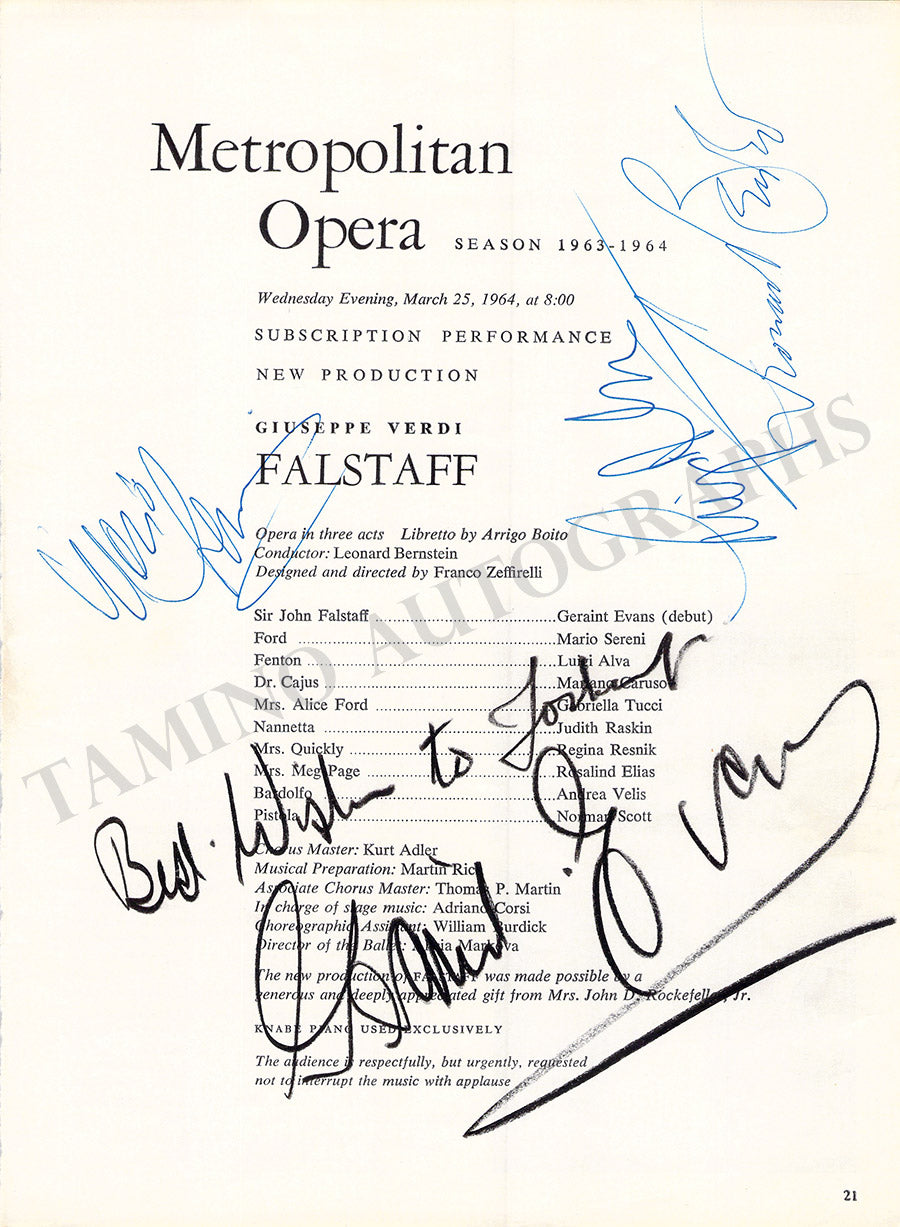 Metropolitan
Opera SEASON 1963-1964
Wednesday Evening, March 25, 1964, at 8:00
SUBSCRIPTION PERFORMANCE
NEW PRODUCTION
GIUSEPPE VERDI
FALSTAFF
Opera in three acts Libretto by Arrigo Boito
Conductor: Leonard Bernstein
Designed and directed by Franco Zeffirelli
Sir John Falstaff ........................................ Geraint Evans (debut)
Ford ........................................ Mario Sereni
Fenton ........................................ Luigi Alva
Dr. Cajus ........................................ Mariano Caruso
Mrs. Alice Ford ........................................ Gabriella Tucci
Nannetta ........................................ Judith Raskin
Mrs. Quickly ........................................ Regina Resnik
Mrs. Meg Page ........................................ Rosalind Elias
Bardolfo ........................................ Andrea Velis
Pistola ........................................ Norman Scott
Chorus Master: Kurt Adler
Musical Preparation: Martin Rich
Associate Chorus Master: Thomas P. Martin
In charge of stage music: Adriano Corsi
Choreographic Assistant: William Burdick
Director of the Ballet: Alicia Markova
The new production of FALSTAFF was made possible by a
generous and deeply appreciated gift from Mrs. John D. Rockefeller, Jr.
KNABE PIANO USED EXCLUSIVELY
The audience is respectfully, but urgently, requested
not to interrupt the music with applause
21
Best Wishes to
Geraint Evans
Mario Sereni
Luigi Alva
Leonard
TAMINO AUTOGRAPHS